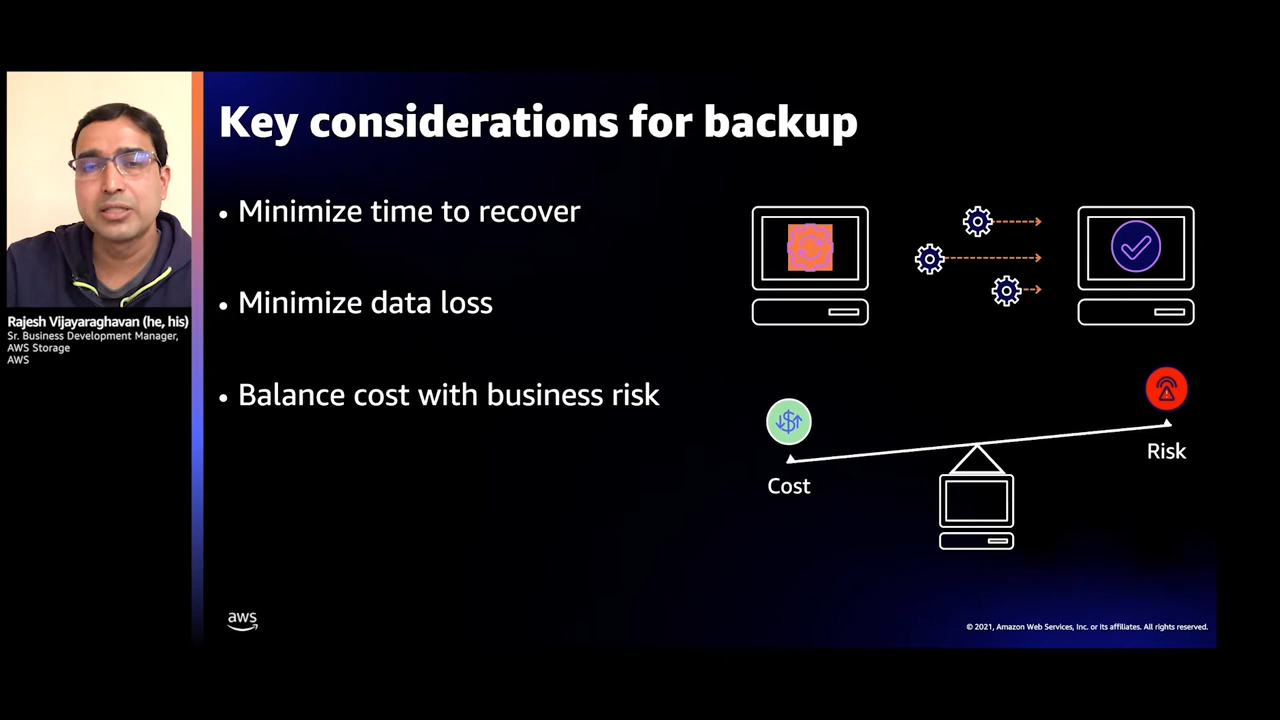 Key considerations for backup
• Minimize time to recover
• Minimize data loss
• Balance cost with business risk
Rajesh Vijayaraghavan (he, his)
Sr. Business Development Manager,
AWS Storage
AWS
Cost
Risk
aws
© 2021, Amazon Web Services, Inc. or its affiliates. All rights reserved.